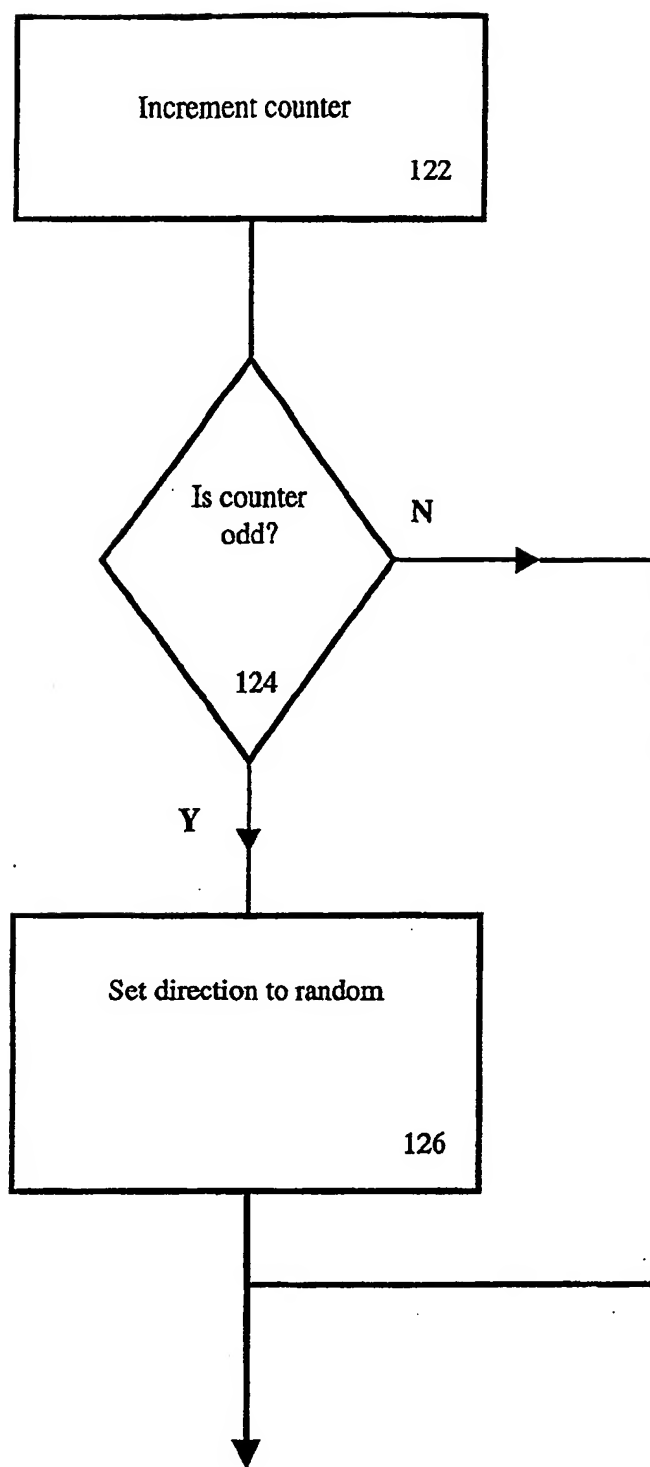 Increment counter
122
Is counter
odd?
N
124
Y
Set direction to random
126